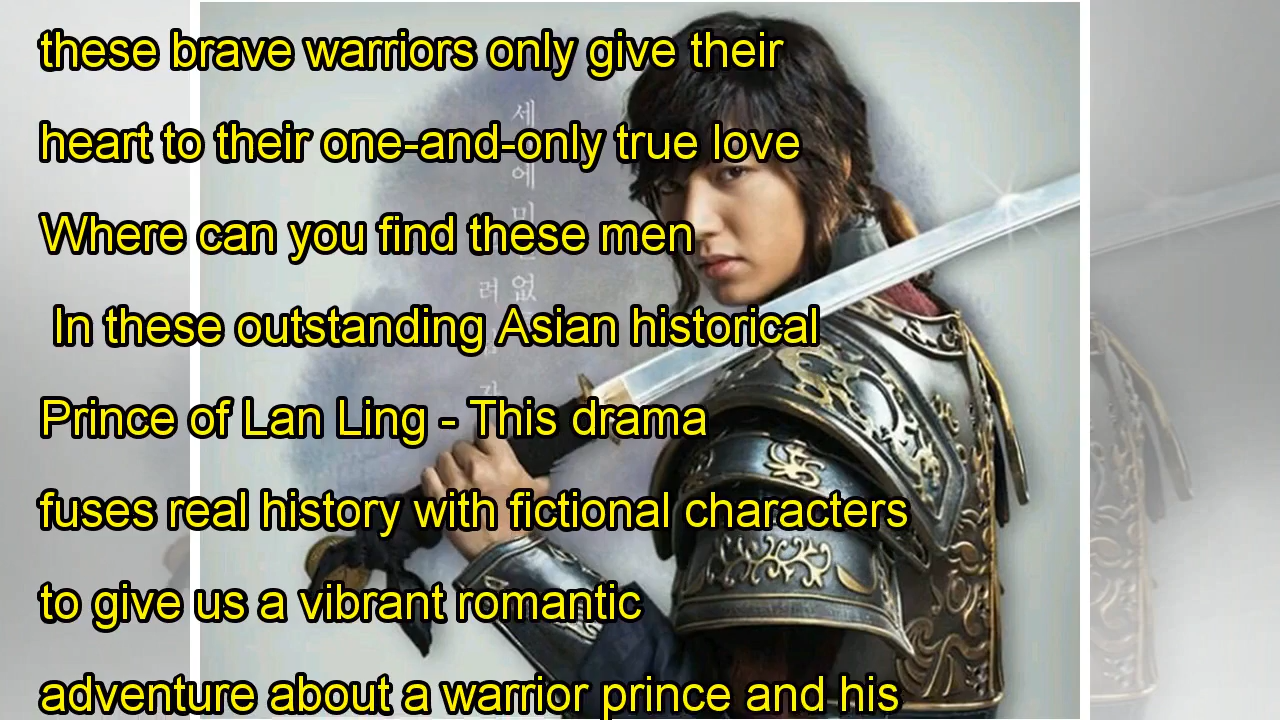 these brave warriors only give their
heart to their one-and-only true love
Where can you find these men
In these outstanding Asian historical
Prince of Lan Ling - This drama
fuses real history with fictional characters
to give us a vibrant romantic
adventure about a warrior prince and his